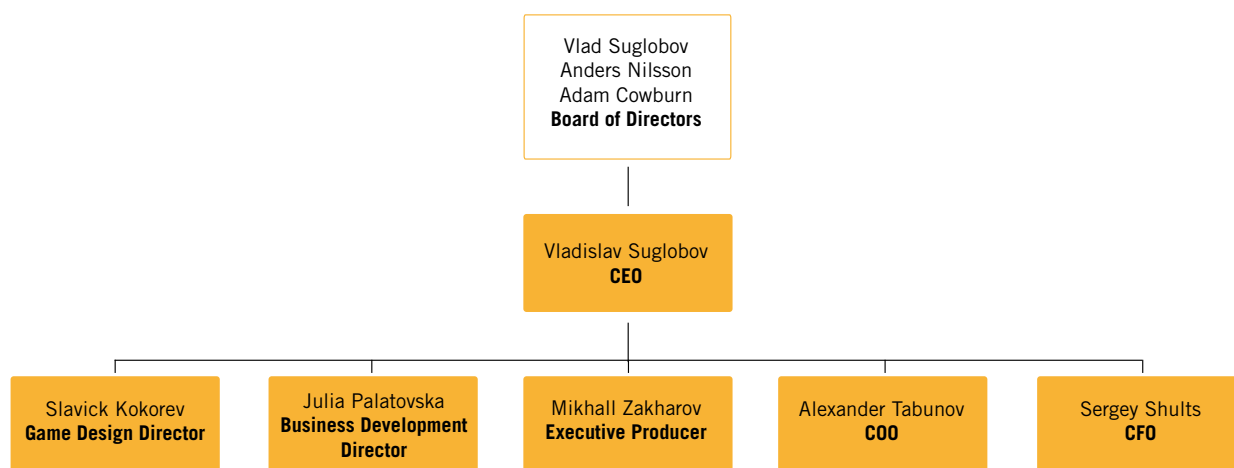 Vlad Suglobov
Anders Nilsson
Adam Cowburn
Board of Directors
Vladislav Suglobov
CEO
Slavick Kokorev
Game Design Director
Julia Palatovska
Business Development
Director
Mikhall Zakharov
Executive Producer
Alexander Tabunov
COO
Sergey Shults
CFO